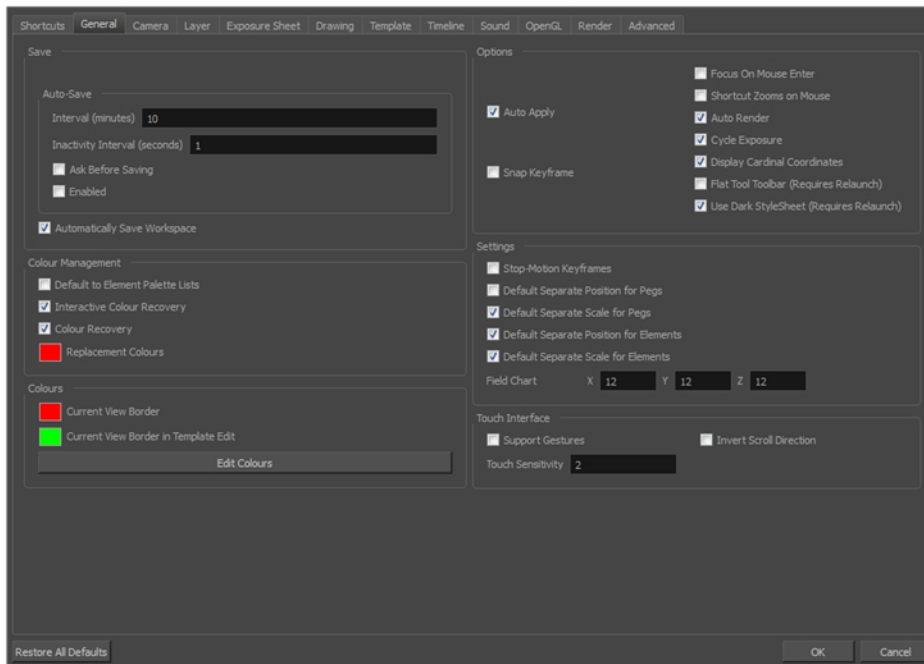 Shortcuts General Camera Layer Exposure Sheet Drawing Template Timeline Sound OpenGL Render Advanced
Save
Auto-Save
Interval (minutes) 10
Inactivity Interval (seconds) 1
Ask Before Saving
Enabled
Automatically Save Workspace
Colour Management
Default to Element Palette Lists
Interactive Colour Recovery
Colour Recovery
Replacement Colours
Colours
Current View Border
Current View Border in Template Edit
Edit Colours
Options
Auto Apply
Snap Keyframe
Focus On Mouse Enter
Shortcut Zooms on Mouse
Auto Render
Cycle Exposure
Display Cardinal Coordinates
Flat Tool Toolbar (Requires Relaunch)
Use Dark StyleSheet (Requires Relaunch)
Settings
Stop-Motion Keyframes
Default Separate Position for Pegs
Default Separate Scale for Pegs
Default Separate Position for Elements
Default Separate Scale for Elements
Field Chart X 12 Y 12 Z 12
Touch Interface
Support Gestures Invert Scroll Direction
Touch Sensitivity 2
Restore All Defaults OK Cancel